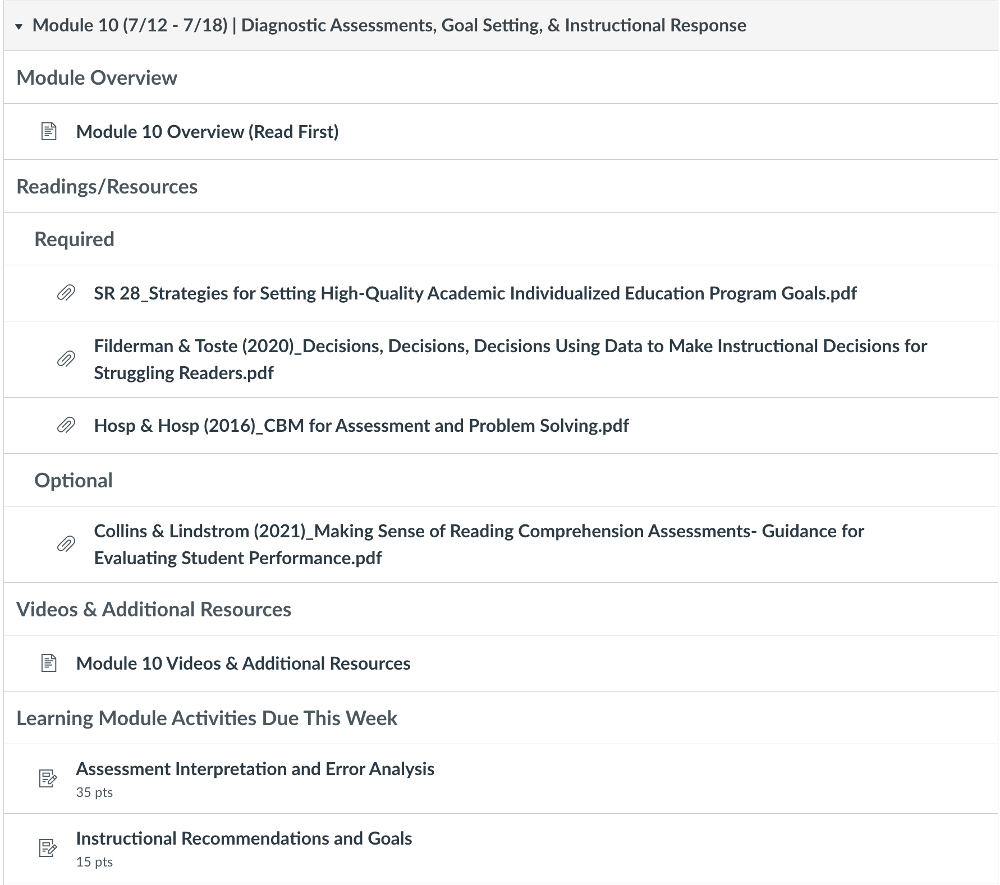 Module 10 (7/12 - 7/18) | Diagnostic Assessments, Goal Setting, & Instructional Response
Module Overview
Module 10 Overview (Read First)
Readings/Resources
Required
SR 28_Strategies for Setting High-Quality Academic Individualized Education Program Goals.pdf
Filderman & Toste (2020)_Decisions, Decisions, Decisions Using Data to Make Instructional Decisions for
Struggling Readers.pdf
Hosp & Hosp (2016)_CBM for Assessment and Problem Solving.pdf
Optional
Collins & Lindstrom (2021)_Making Sense of Reading Comprehension Assessments- Guidance for
Evaluating Student Performance.pdf
Videos & Additional Resources
Module 10 Videos & Additional Resources
Learning Module Activities Due This Week
Assessment Interpretation and Error Analysis
35 pts
Instructional Recommendations and Goals
15 pts